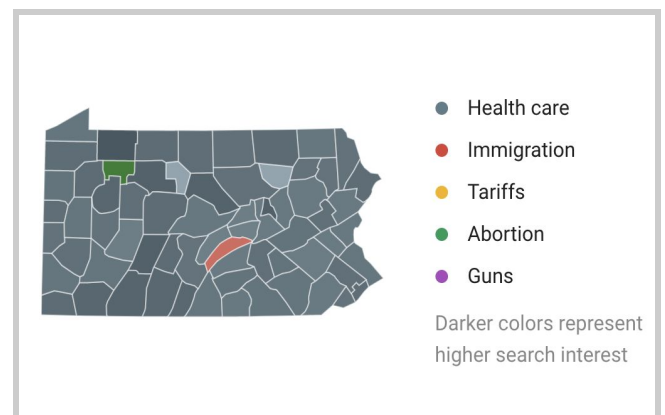 Health care
Immigration
Tariffs
Abortion
Guns
Darker colors represent
higher search interest